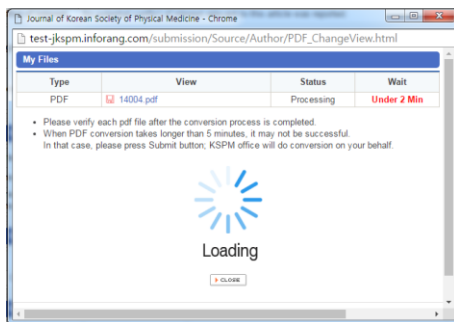 Journal of Korean Society of Physical Medicine - Chrome
test-jkspm.inforang.com/submission/Source/Author/PDF_ChangeView.html
My Files
Type View Status Wait
PDF 14004.pdf Processing Under 2 Min
• Please verify each pdf file after the conversion process is completed.
• When PDF conversion takes longer than 5 minutes, it may not be successful.
In that case, please press Submit button; KSPM office will do conversion on your behalf.
Loading
CLOSE